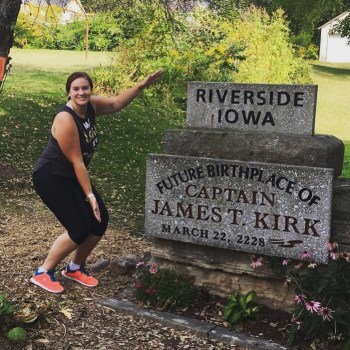 RIVERSIDE
IOWA
FUTURE BIRTHPLACE OF
CAPTAIN
JAMES T. KIRK
MARCH 22, 2228